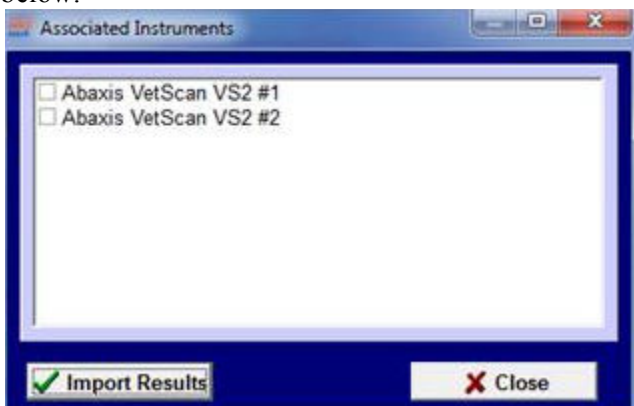 below:
Associated Instruments
Abaxis VetScan VS2 #1
Abaxis VetScan VS2 #2
Import Results
Close